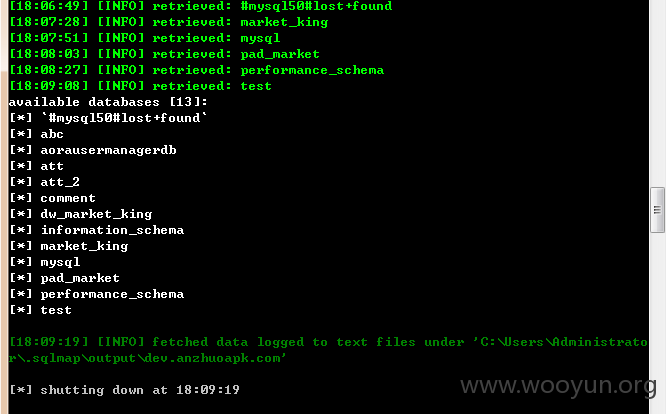 [18:06:49] [INFO] retrieved: #mysql50#lost+found
[18:07:28] [INFO] retrieved: market_king
[18:07:51] [INFO] retrieved: mysql
[18:08:03] [INFO] retrieved: pad_market
[18:08:27] [INFO] retrieved: performance_schema
[18:09:08] [INFO] retrieved: test
available databases [13]:
[*] `#mysql50#lost+found`
[*] abc
[*] aorausermanagerdb
[*] att
[*] att_2
[*] comment
[*] dw_market_king
[*] information_schema
[*] market_king
[*] mysql
[*] pad_market
[*] performance_schema
[*] test
[18:09:19] [INFO] fetched data logged to text files under 'C:\Users\Administrato
r\.sqlmap\output\dev.anzhuoapk.com'
[*] shutting down at 18:09:19
www.wooyun.org